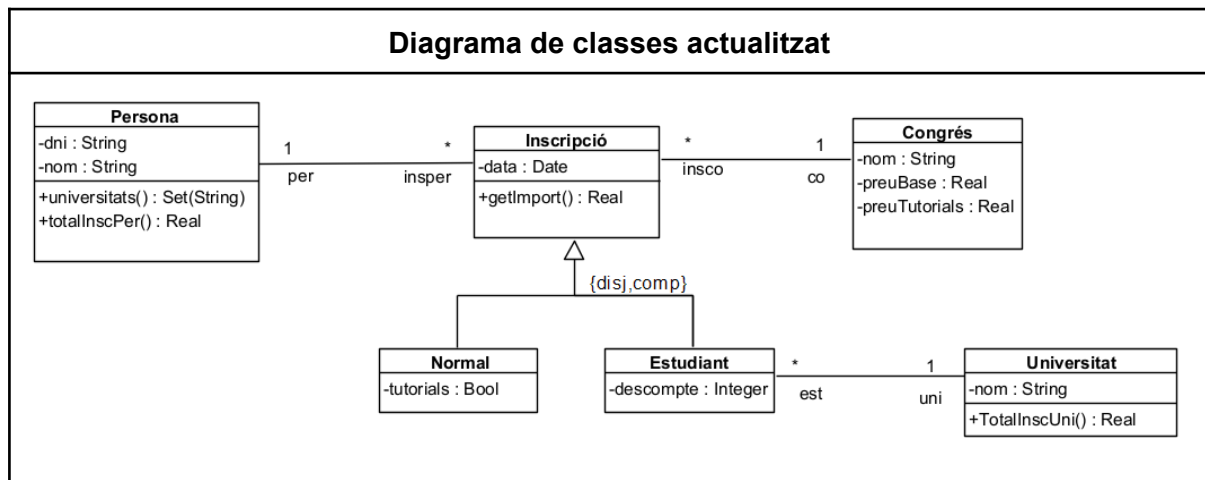 Diagrama de classes actualitzat
Persona
-dni : String
-nom : String
+universitats() : Set(String)
+totalInscPer() : Real
1
per
*
insper
Inscripció
-data : Date
+getImport() : Real
*
insco
1
co
Congrés
-nom : String
-preuBase : Real
-preuTutorials : Real
{disj,comp}
Normal
-tutorials : Bool
Estudiant
-descompte : Integer
*
est
1
uni
Universitat
-nom : String
+TotalInscUni() : Real